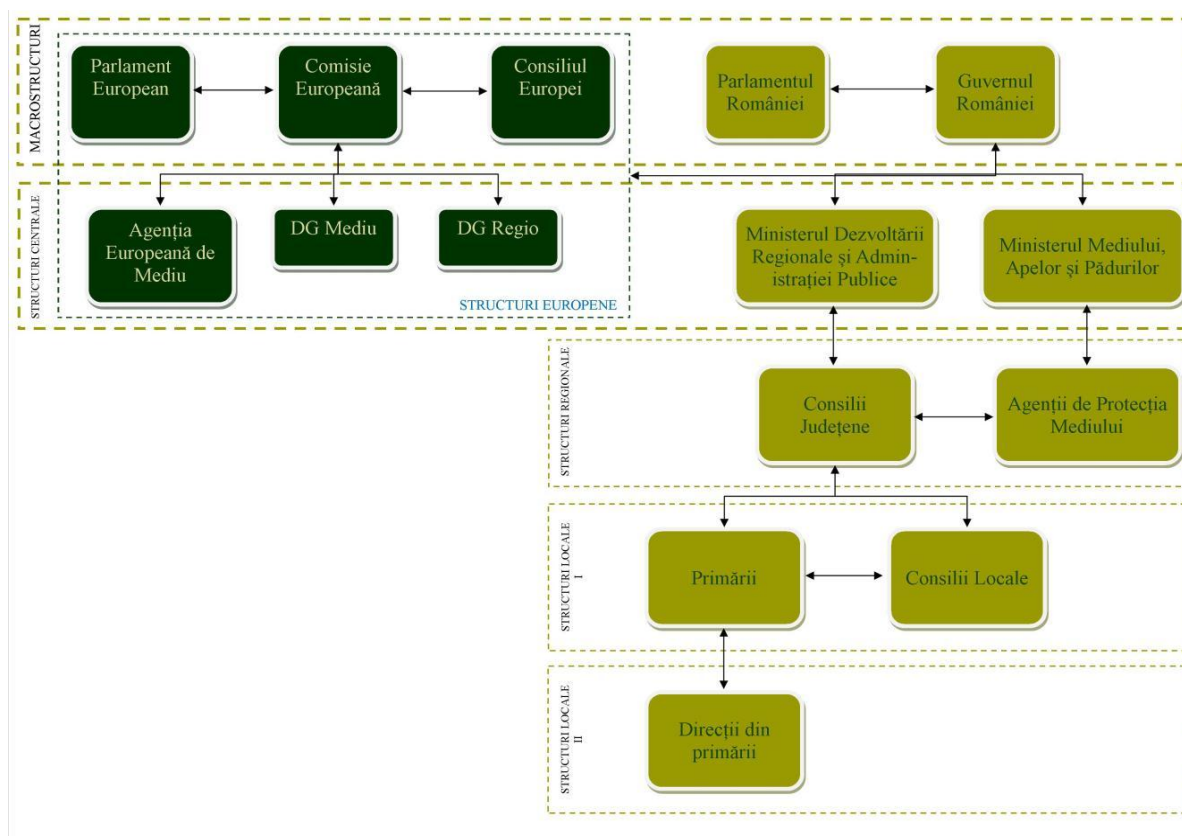 MACROSTRUCTURI
Parlament
European
Comisie
Europeană
Consiliul
Europei
Parlamentul
României
Guvernul
României
STRUCTURI CENTRALE
Agenția
Europeană de
Mediu
DG Mediu
DG Regio
STRUCTURI EUROPENE
Ministerul Dezvoltării
Regionale și Admin-
istrației Publice
Ministerul Mediului,
Apelor și Pădurilor
STRUCTURI REGIONALE
Consilii
Județene
Agenții de Protecția
Mediului
STRUCTURI LOCALE
I
Primării
Consilii Locale
STRUCTURI LOCALE
II
Direcții din
primării